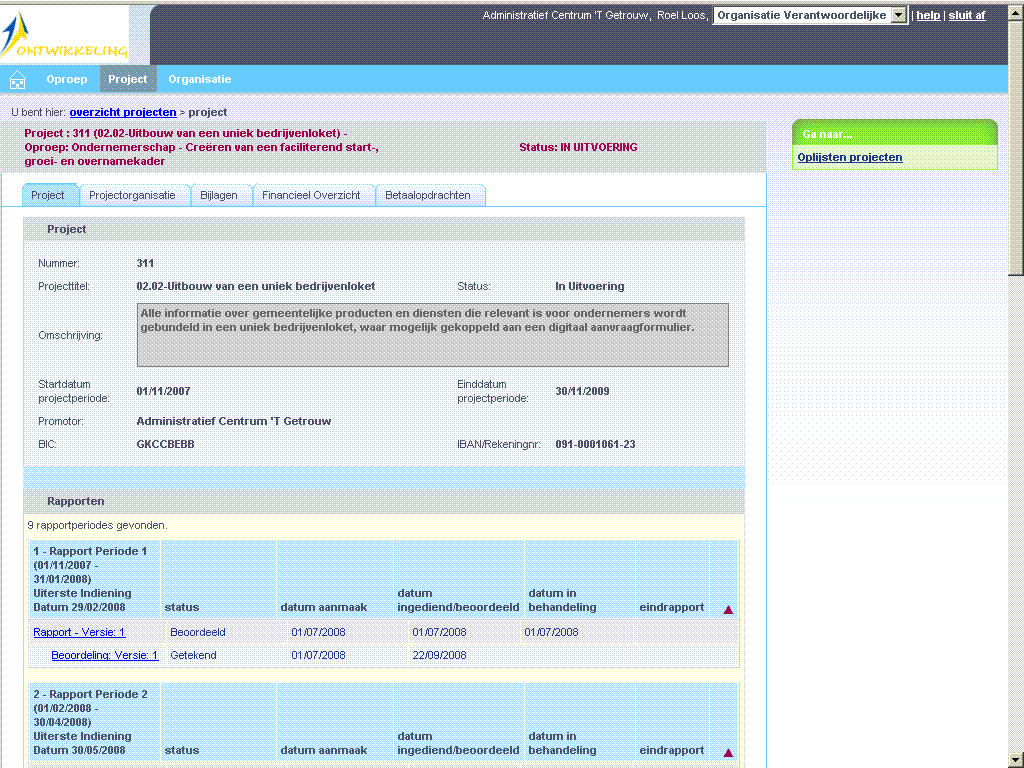 Administratief Centrum 'T Getrouw, Roel Loos, Organisatie Verantwoordelijke | help | sluit af
ONTWIKKELING
Oproep Project Organisatie
U bent hier: overzicht projecten > project
Project : 311 (02.02-Uitbouw van een uniek bedrijvenloket) -
Oproep: Ondernemerschap - Creëren van een faciliterend start-,
groei- en overnamekader
Status: IN UITVOERING
Ga naar...
Oplijsten projecten
Project Projectorganisatie Bijlagen Financieel Overzicht Betaalopdrachten
Project
Nummer: 311
Projecttitel: 02.02-Uitbouw van een uniek bedrijvenloket Status: In Uitvoering
Omschrijving:
Alle informatie over gemeentelijke producten en diensten die relevant is voor ondernemers wordt
gebundeld in een uniek bedrijvenloket, waar mogelijk gekoppeld aan een digitaal aanvraagformulier.
Startdatum
projectperiode: 01/11/2007
Einddatum
projectperiode: 30/11/2009
Promotor: Administratief Centrum 'T Getrouw
BIC: GKCCBEBB IBAN/Rekeningnr: 091-0001061-23
Rapporten
9 rapportperiodes gevonden.
1 - Rapport Periode 1
(01/11/2007 -
31/01/2008)
Uiterste Indiening
Datum 29/02/2008
status
datum aanmaak
datum
ingediend/beoordeeld
datum in
behandeling
eindrapport
Rapport - Versie: 1 Beoordeeld 01/07/2008 01/07/2008 01/07/2008
Beoordeling: Versie: 1 Getekend 01/07/2008 22/09/2008
2 - Rapport Periode 2
(01/02/2008 -
30/04/2008)
Uiterste Indiening
Datum 30/05/2008
status
datum aanmaak
datum
ingediend/beoordeeld
datum in
behandeling
eindrapport